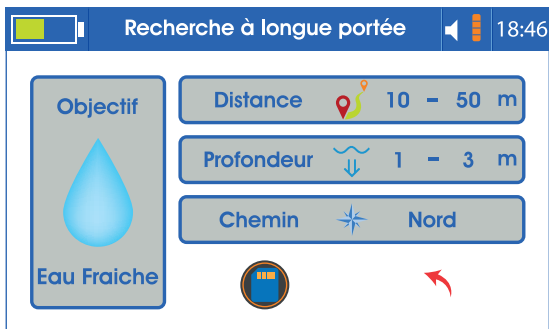 Recherche à longue portée
18:46
Objectif
Eau Fraiche
Distance 10 - 50 m
Profondeur 1 - 3 m
Chemin Nord